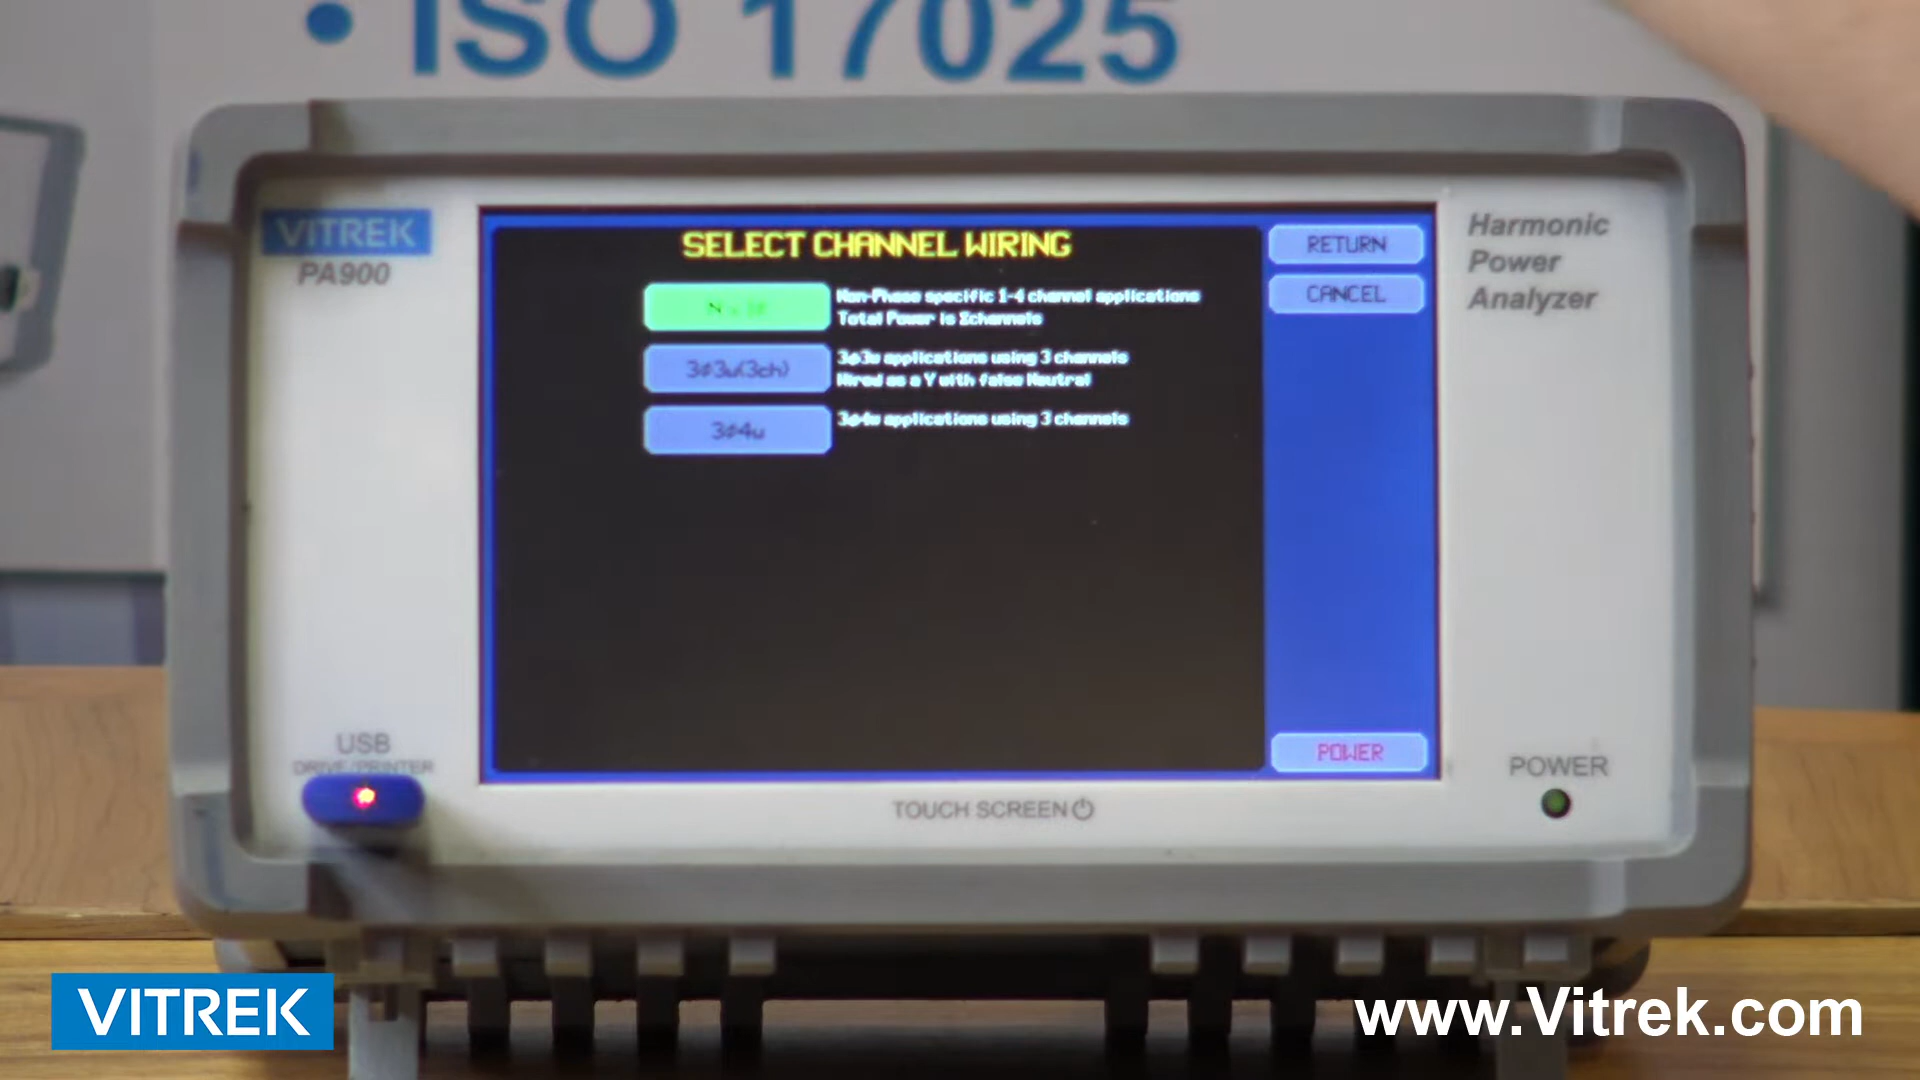 • ISO 17025
VITREK
PA900
SELECT CHANNEL WIRING
Non-Phase specific 1-4 channel applications
Total Power is Σchannels
3ϕ3w(3ch)
3ϕ3w applications using 3 channels
Wired as a Y with false Neutral
3ϕ4w
3ϕ4w applications using 3 channels
RETURN
CANCEL
POWER
Harmonic
Power
Analyzer
USB
DRIVE/PRINTER
TOUCH SCREEN
POWER
VITREK
www.Vitrek.com